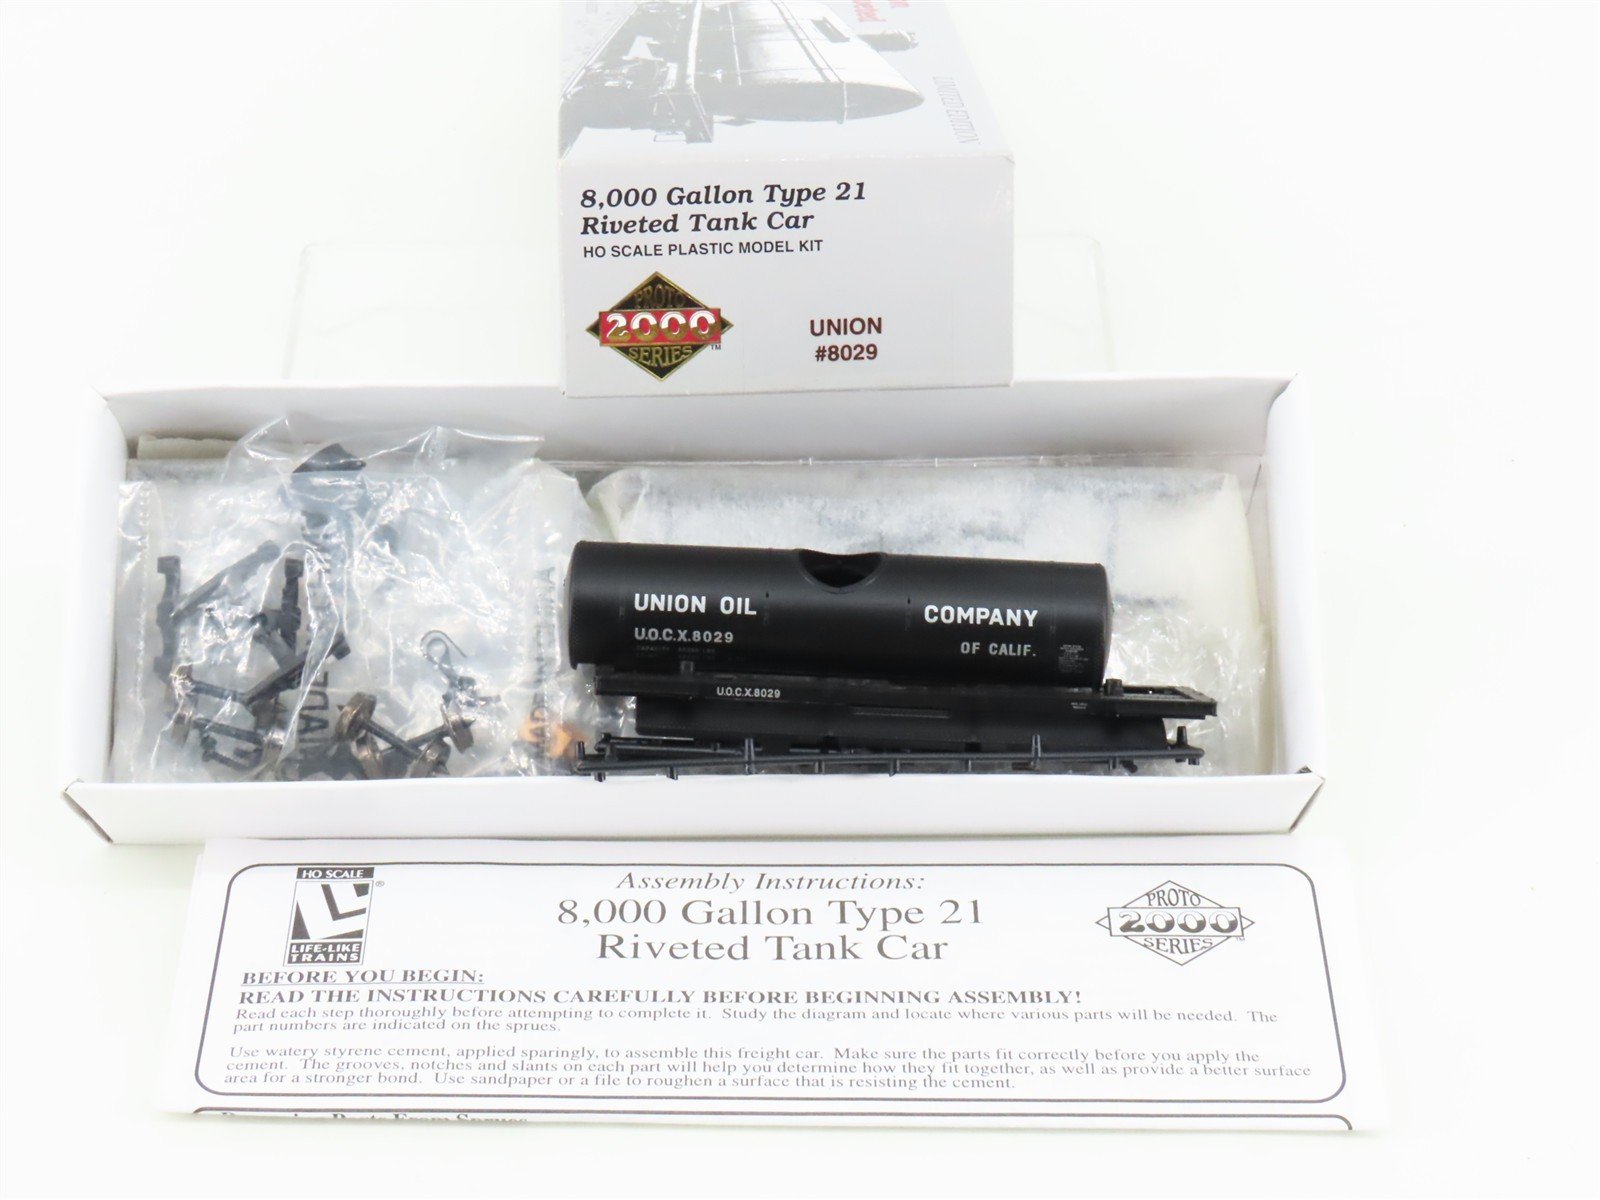 LIMITED EDITION
8,000 Gallon Type 21
Riveted Tank Car
HO SCALE PLASTIC MODEL KIT
PROTO
2000
SERIES
TM
UNION
#8029
UNION OIL COMPANY
U.O.C.X.8029
OF CALIF.
U.O.C.X.8029
MADE IN CHINA
HO SCALE
®
LIFE-LIKE
TRAINS
Assembly Instructions:
8,000 Gallon Type 21
Riveted Tank Car
PROTO
2000
SERIES
TM
BEFORE YOU BEGIN:
READ THE INSTRUCTIONS CAREFULLY BEFORE BEGINNING ASSEMBLY!
Read each step thoroughly before attempting to complete it. Study the diagram and locate where various parts will be needed. The
part numbers are indicated on the sprues.
Use watery styrene cement, applied sparingly, to assemble this freight car. Make sure the parts fit correctly before you apply the
cement. The grooves, notches and slants on each part will help you determine how they fit together, as well as provide a better surface
area for a stronger bond. Use sandpaper or a file to roughen a surface that is resisting the cement.
Parts From Sprues